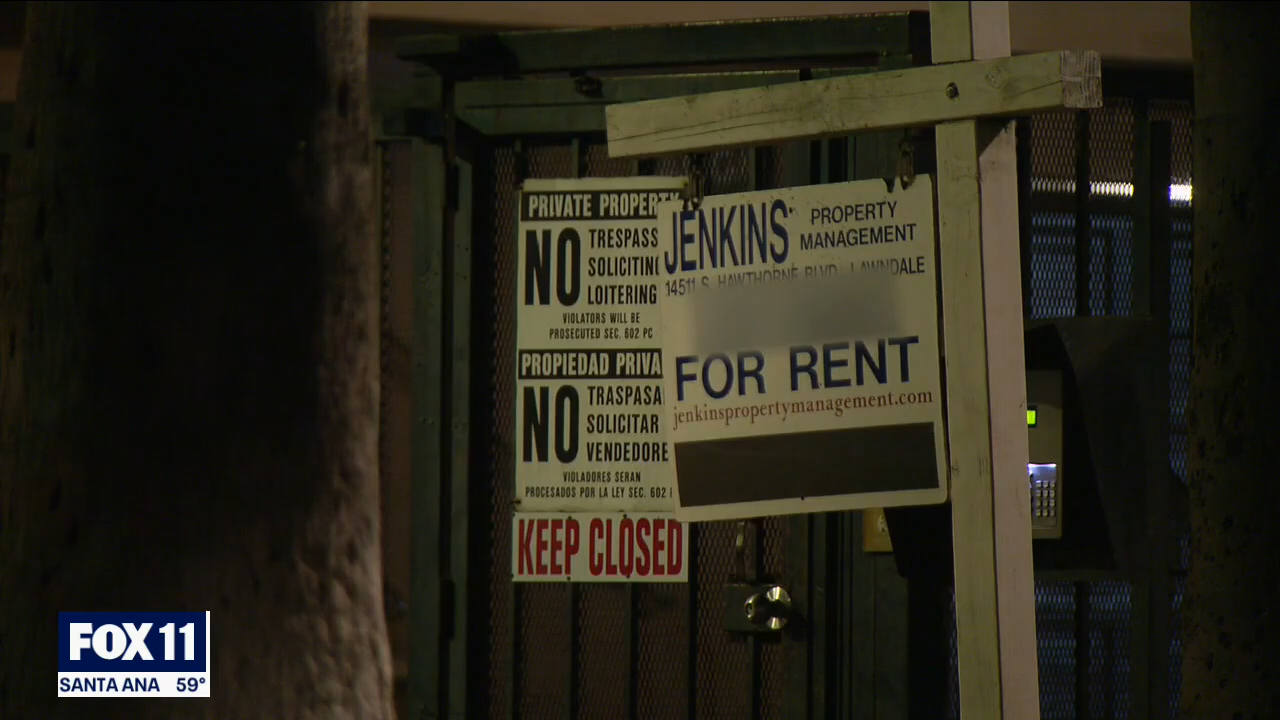 PRIVATE PROPERTY
NO
TRESPASS
SOLICITING
LOITERING
VIOLATORS WILL BE
PROSECUTED SEC. 602 PC
PROPIEDAD PRIVA
NO
TRASPASA
SOLICITAR
VENDEDORE
VIOLADORES SERAN
PROCESADOS POR LA LEY SEC. 602
KEEP CLOSED
JENKINS'
PROPERTY
MANAGEMENT
14511 S. HAWTHORNE BLVD. LAWNDALE
FOR RENT
jenkinspropertymanagement.com
FOX 11
SANTA ANA 59°